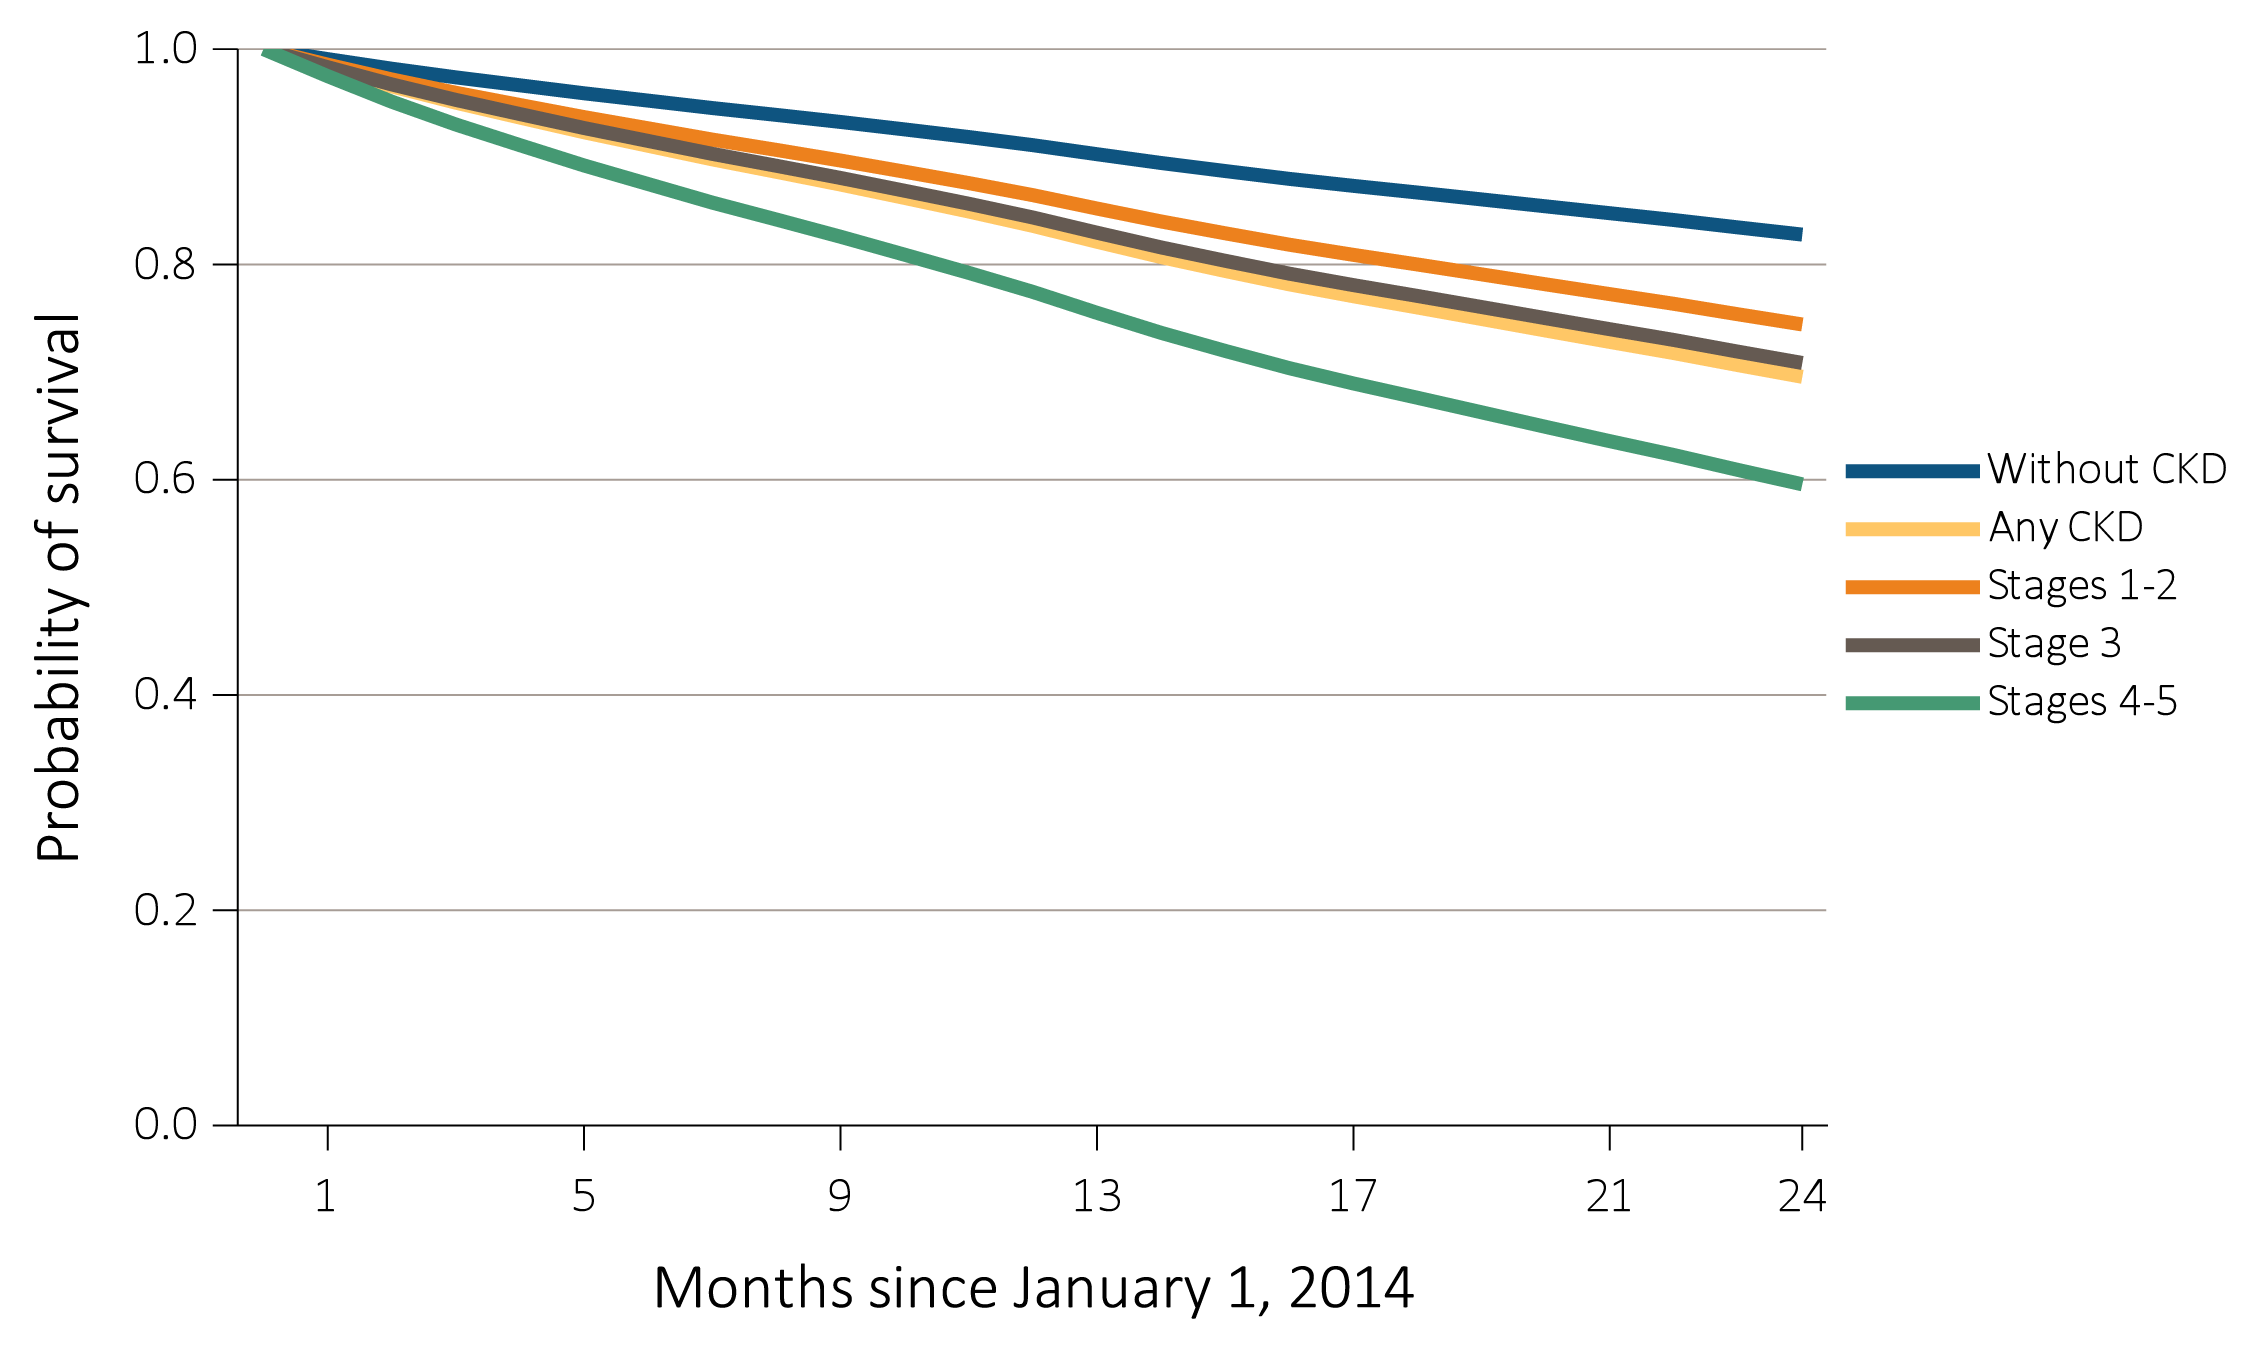 Probability of survival
1.0
0.8
0.6
0.4
0.2
0.0
1 5 9 13 17 21 24
Months since January 1, 2014
Without CKD
Any CKD
Stages 1-2
Stage 3
Stages 4-5